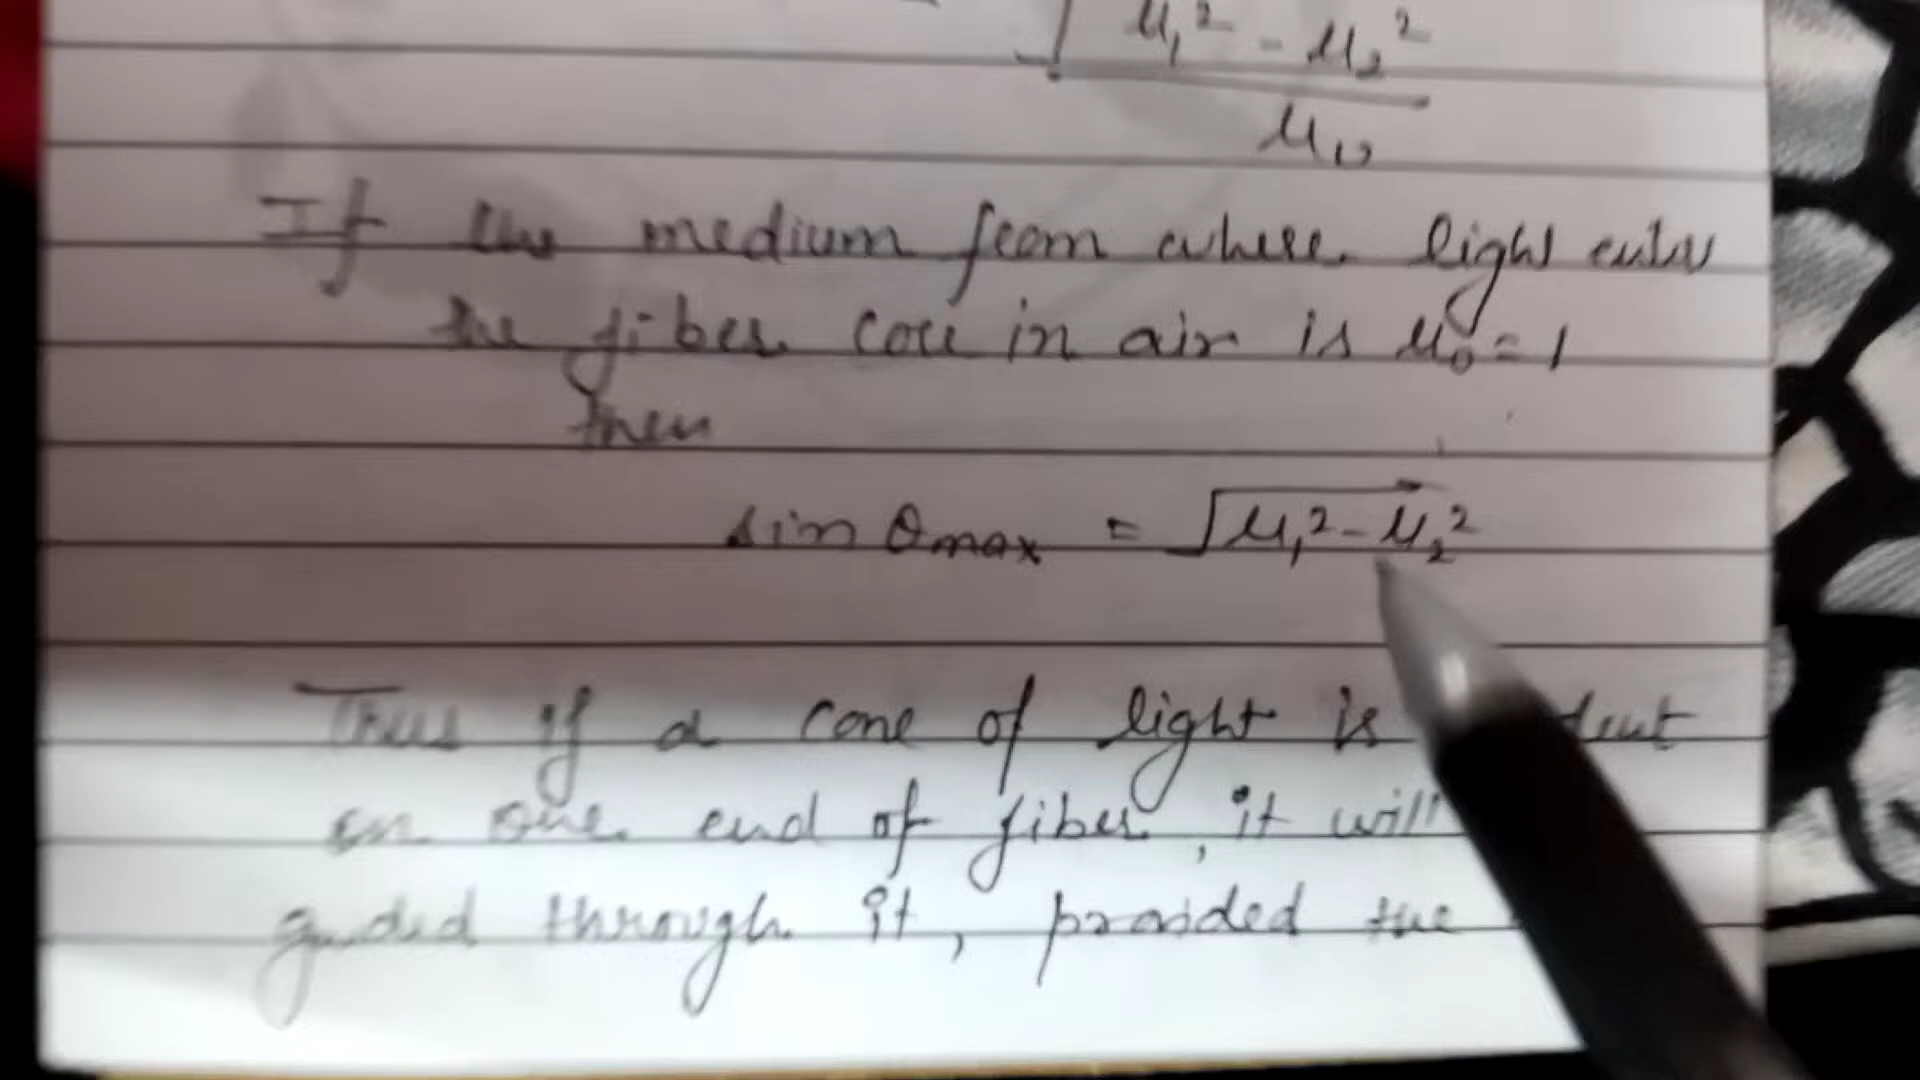 √μ₁² - μ₂²
μ₀
If the medium from where light enter
the fiber core in air is μ₀ = 1
then
sin θmax = √μ₁² - μ₂²
Thus if a cone of light is
on one end of fiber, it will
guided through it, provided the